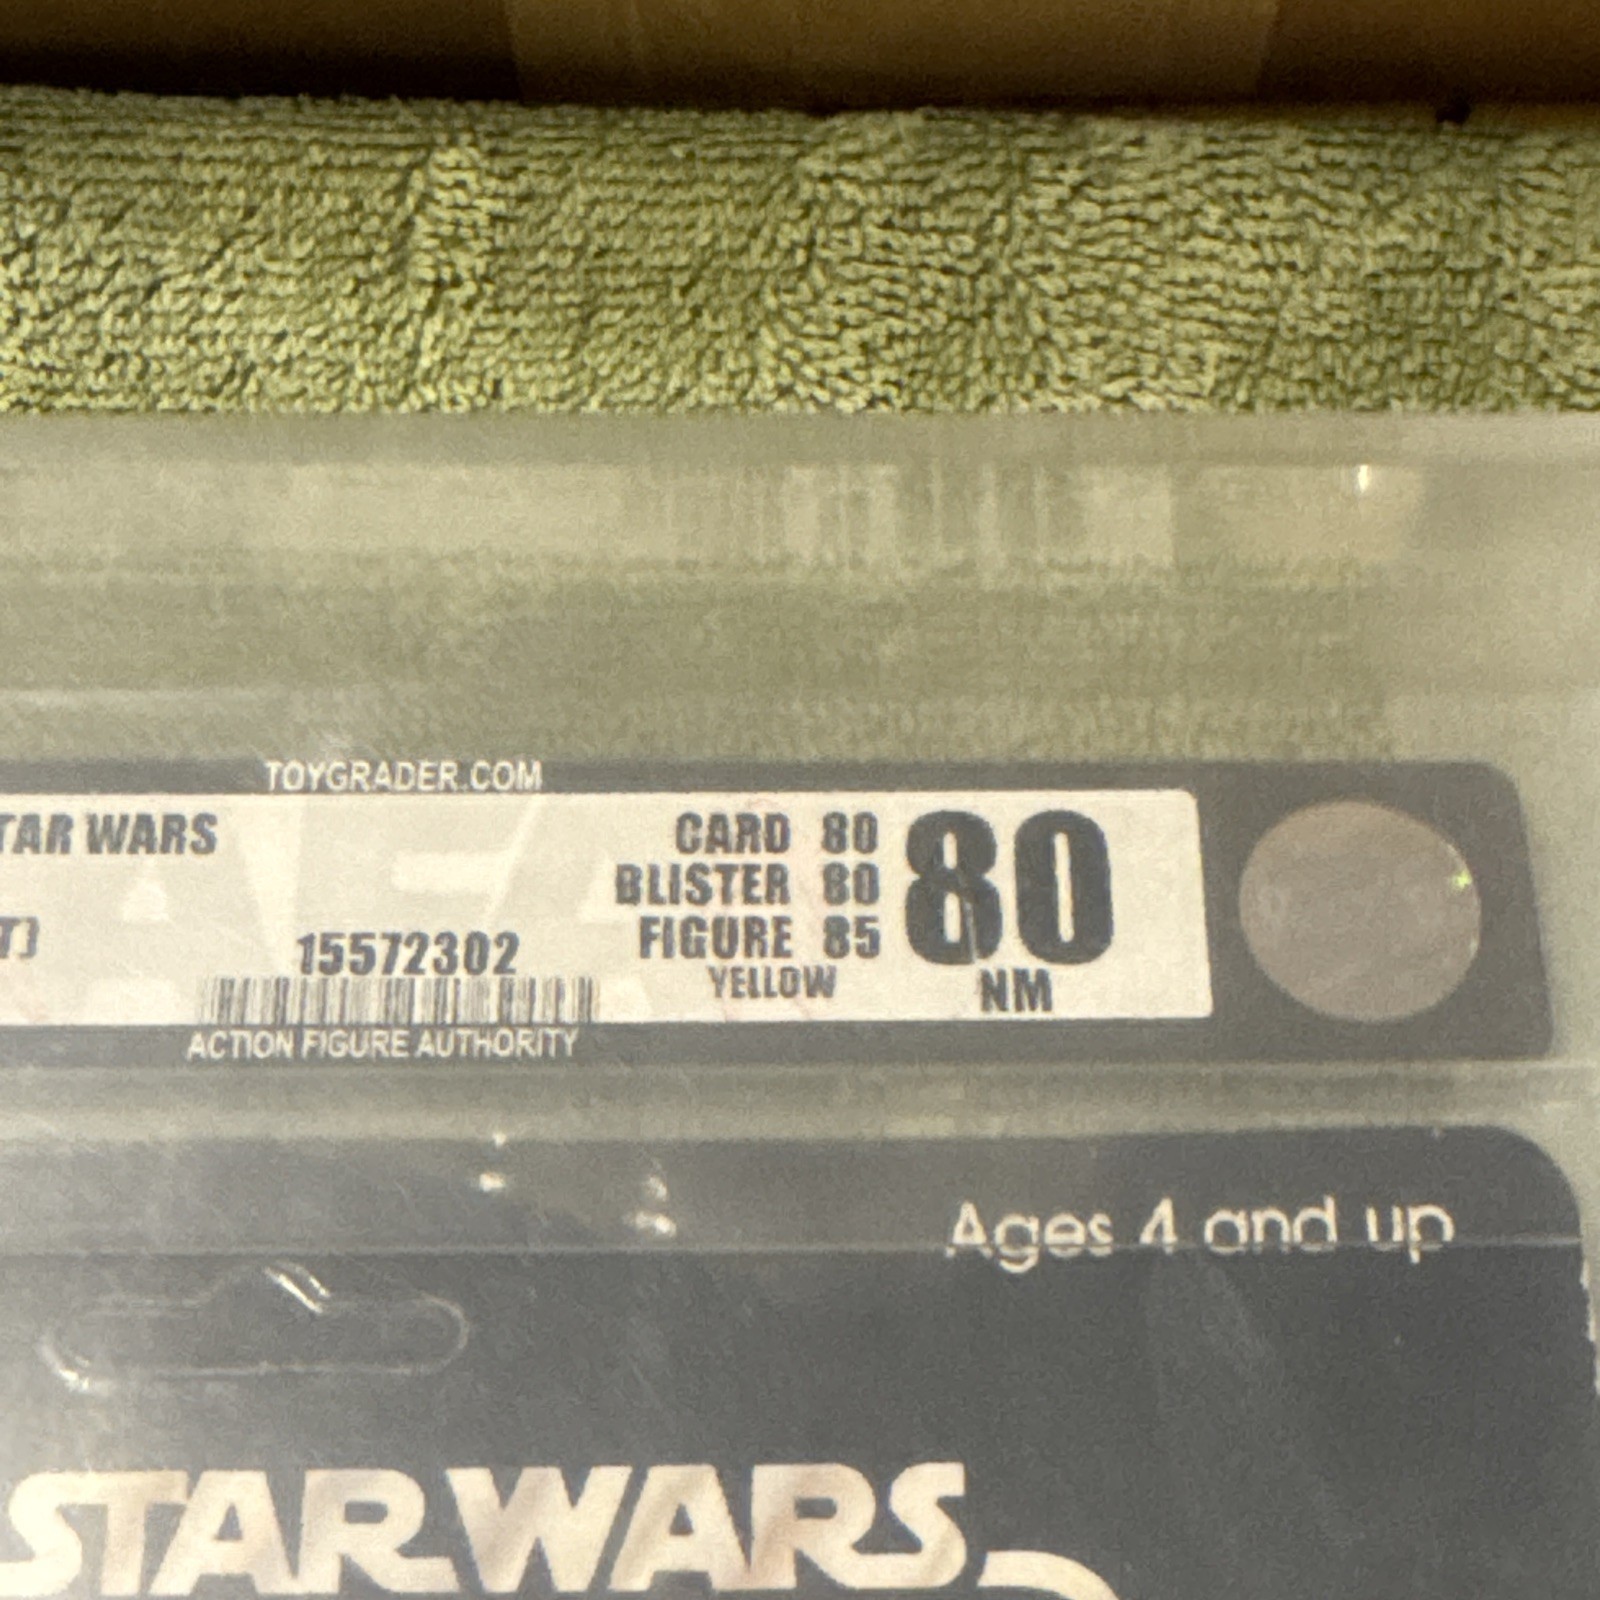 TOYGRADER.COM
TAR WARS
T)
15572302
CARD 80
BLISTER 80
FIGURE 85
YELLOW
80
NM
ACTION FIGURE AUTHORITY
Ages 4 and up
STAR WARS